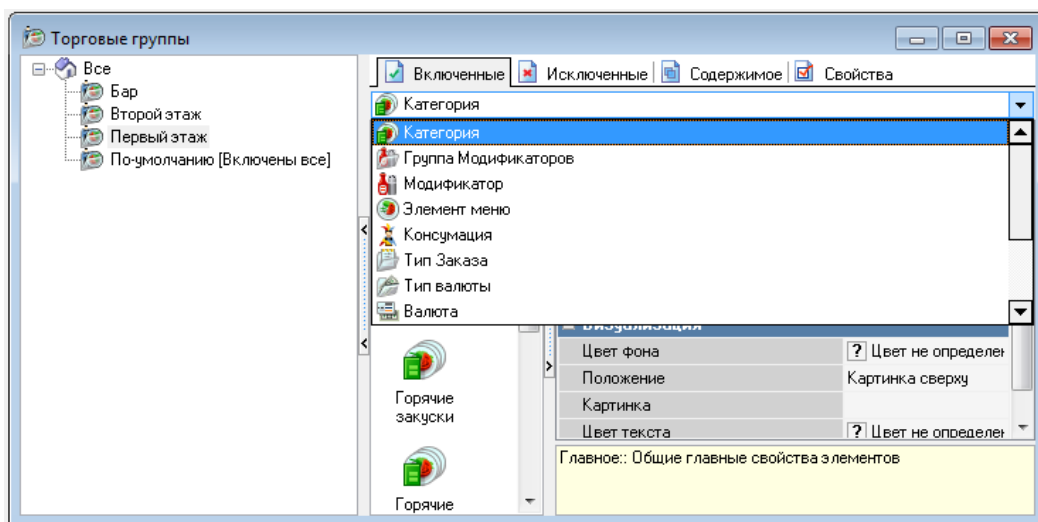 Торговые группы
Все
Бар
Второй этаж
Первый этаж
По-умолчанию [Включены все]
Включенные
Исключенные
Содержимое
Свойства
Категория
Категория
Группа Модификаторов
Модификатор
Элемент меню
Консумация
Тип Заказа
Тип валюты
Валюта
Визуализация
Цвет фона
? Цвет не определен
Положение
Картинка сверху
Картинка
Цвет текста
? Цвет не определен
Горячие
закуски
Горячие
Главное:: Общие главные свойства элементов